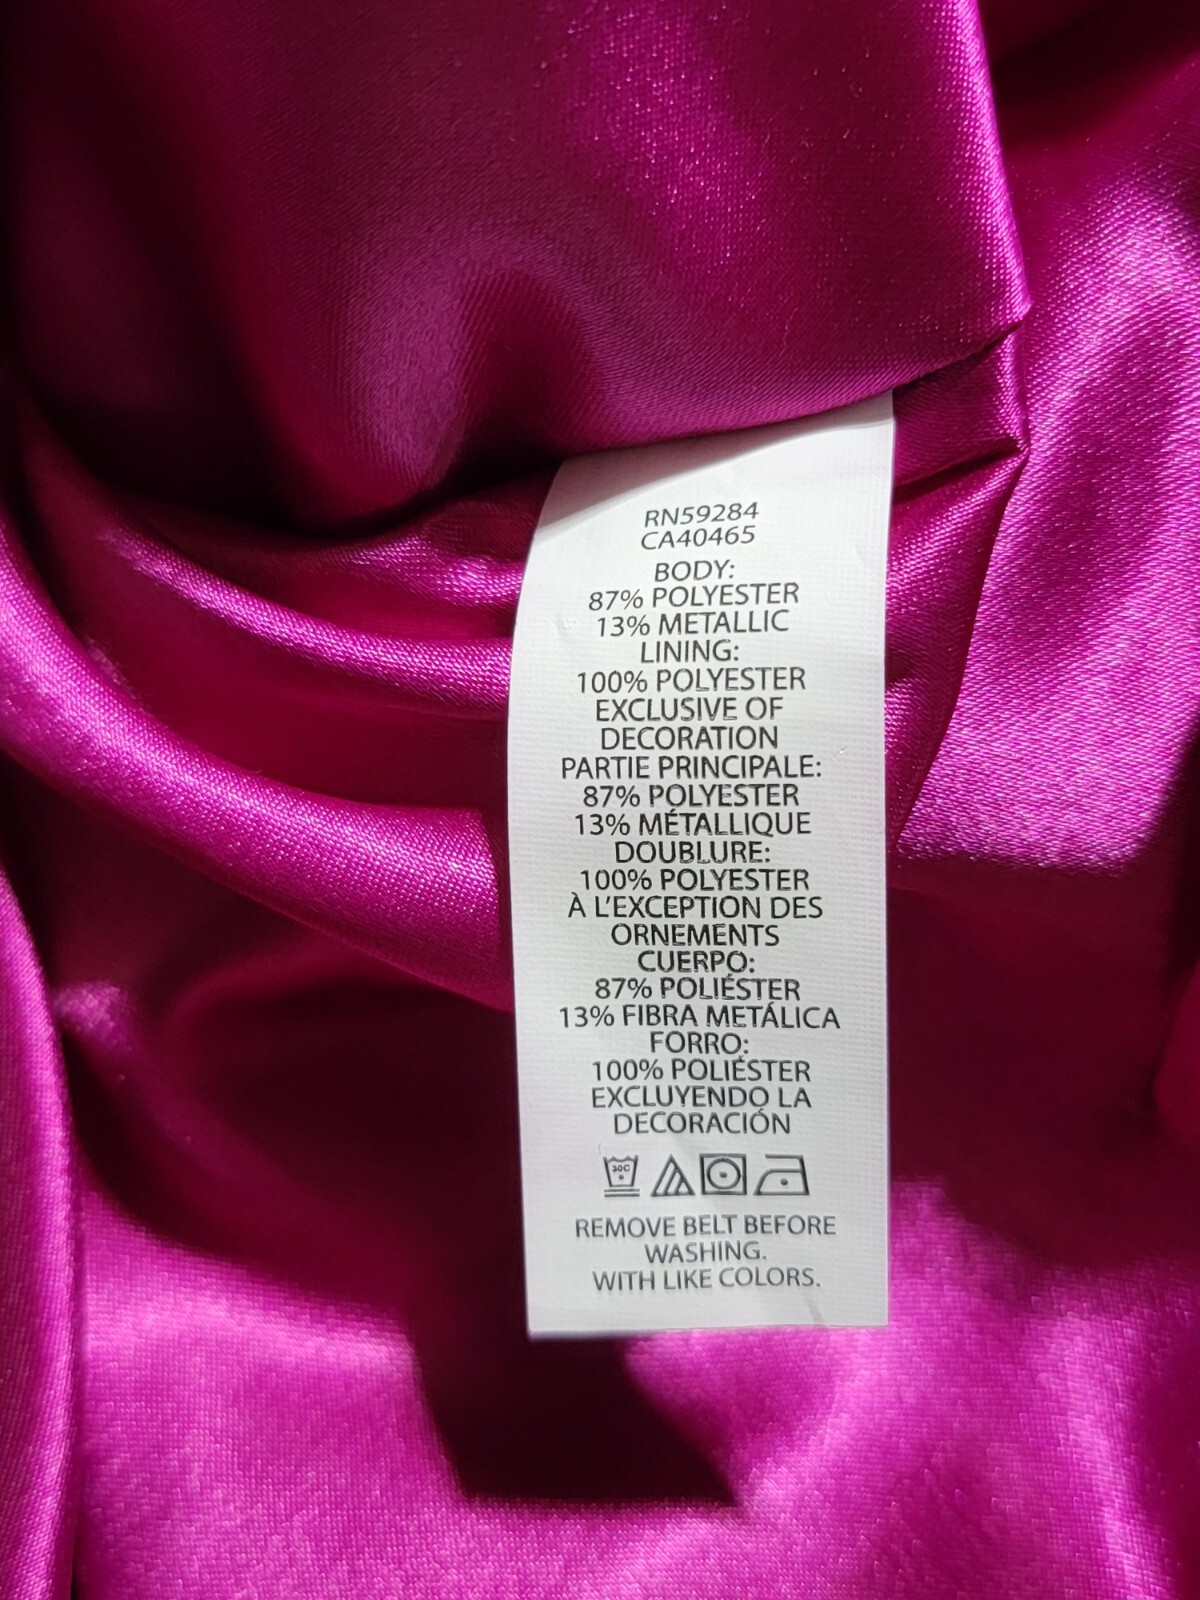 RN59284
CA40465
BODY:
87% POLYESTER
13% METALLIC
LINING:
100% POLYESTER
EXCLUSIVE OF
DECORATION
PARTIE PRINCIPALE:
87% POLYESTER
13% MÉTALLIQUE
DOUBLURE:
100% POLYESTER
À L'EXCEPTION DES
ORNEMENTS
CUERPO:
87% POLIÉSTER
13% FIBRA METÁLICA
FORRO:
100% POLIÉSTER
EXCLUYENDO LA
DECORACIÓN
30C
REMOVE BELT BEFORE
WASHING.
WITH LIKE COLORS.